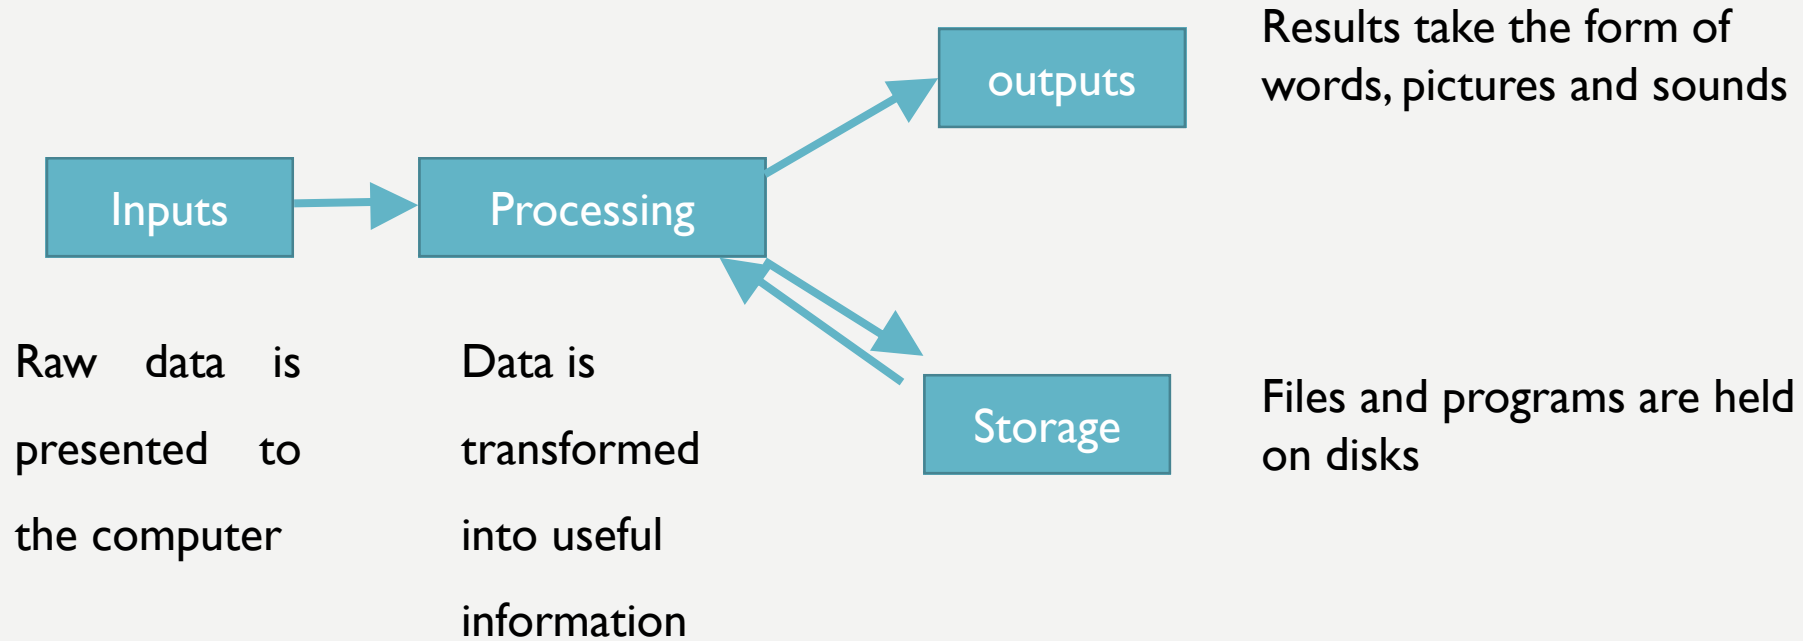 Inputs
Raw data is
presented to
the computer
Processing
Data is
transformed
into useful
information
outputs
Results take the form of
words, pictures and sounds
Storage
Files and programs are held
on disks